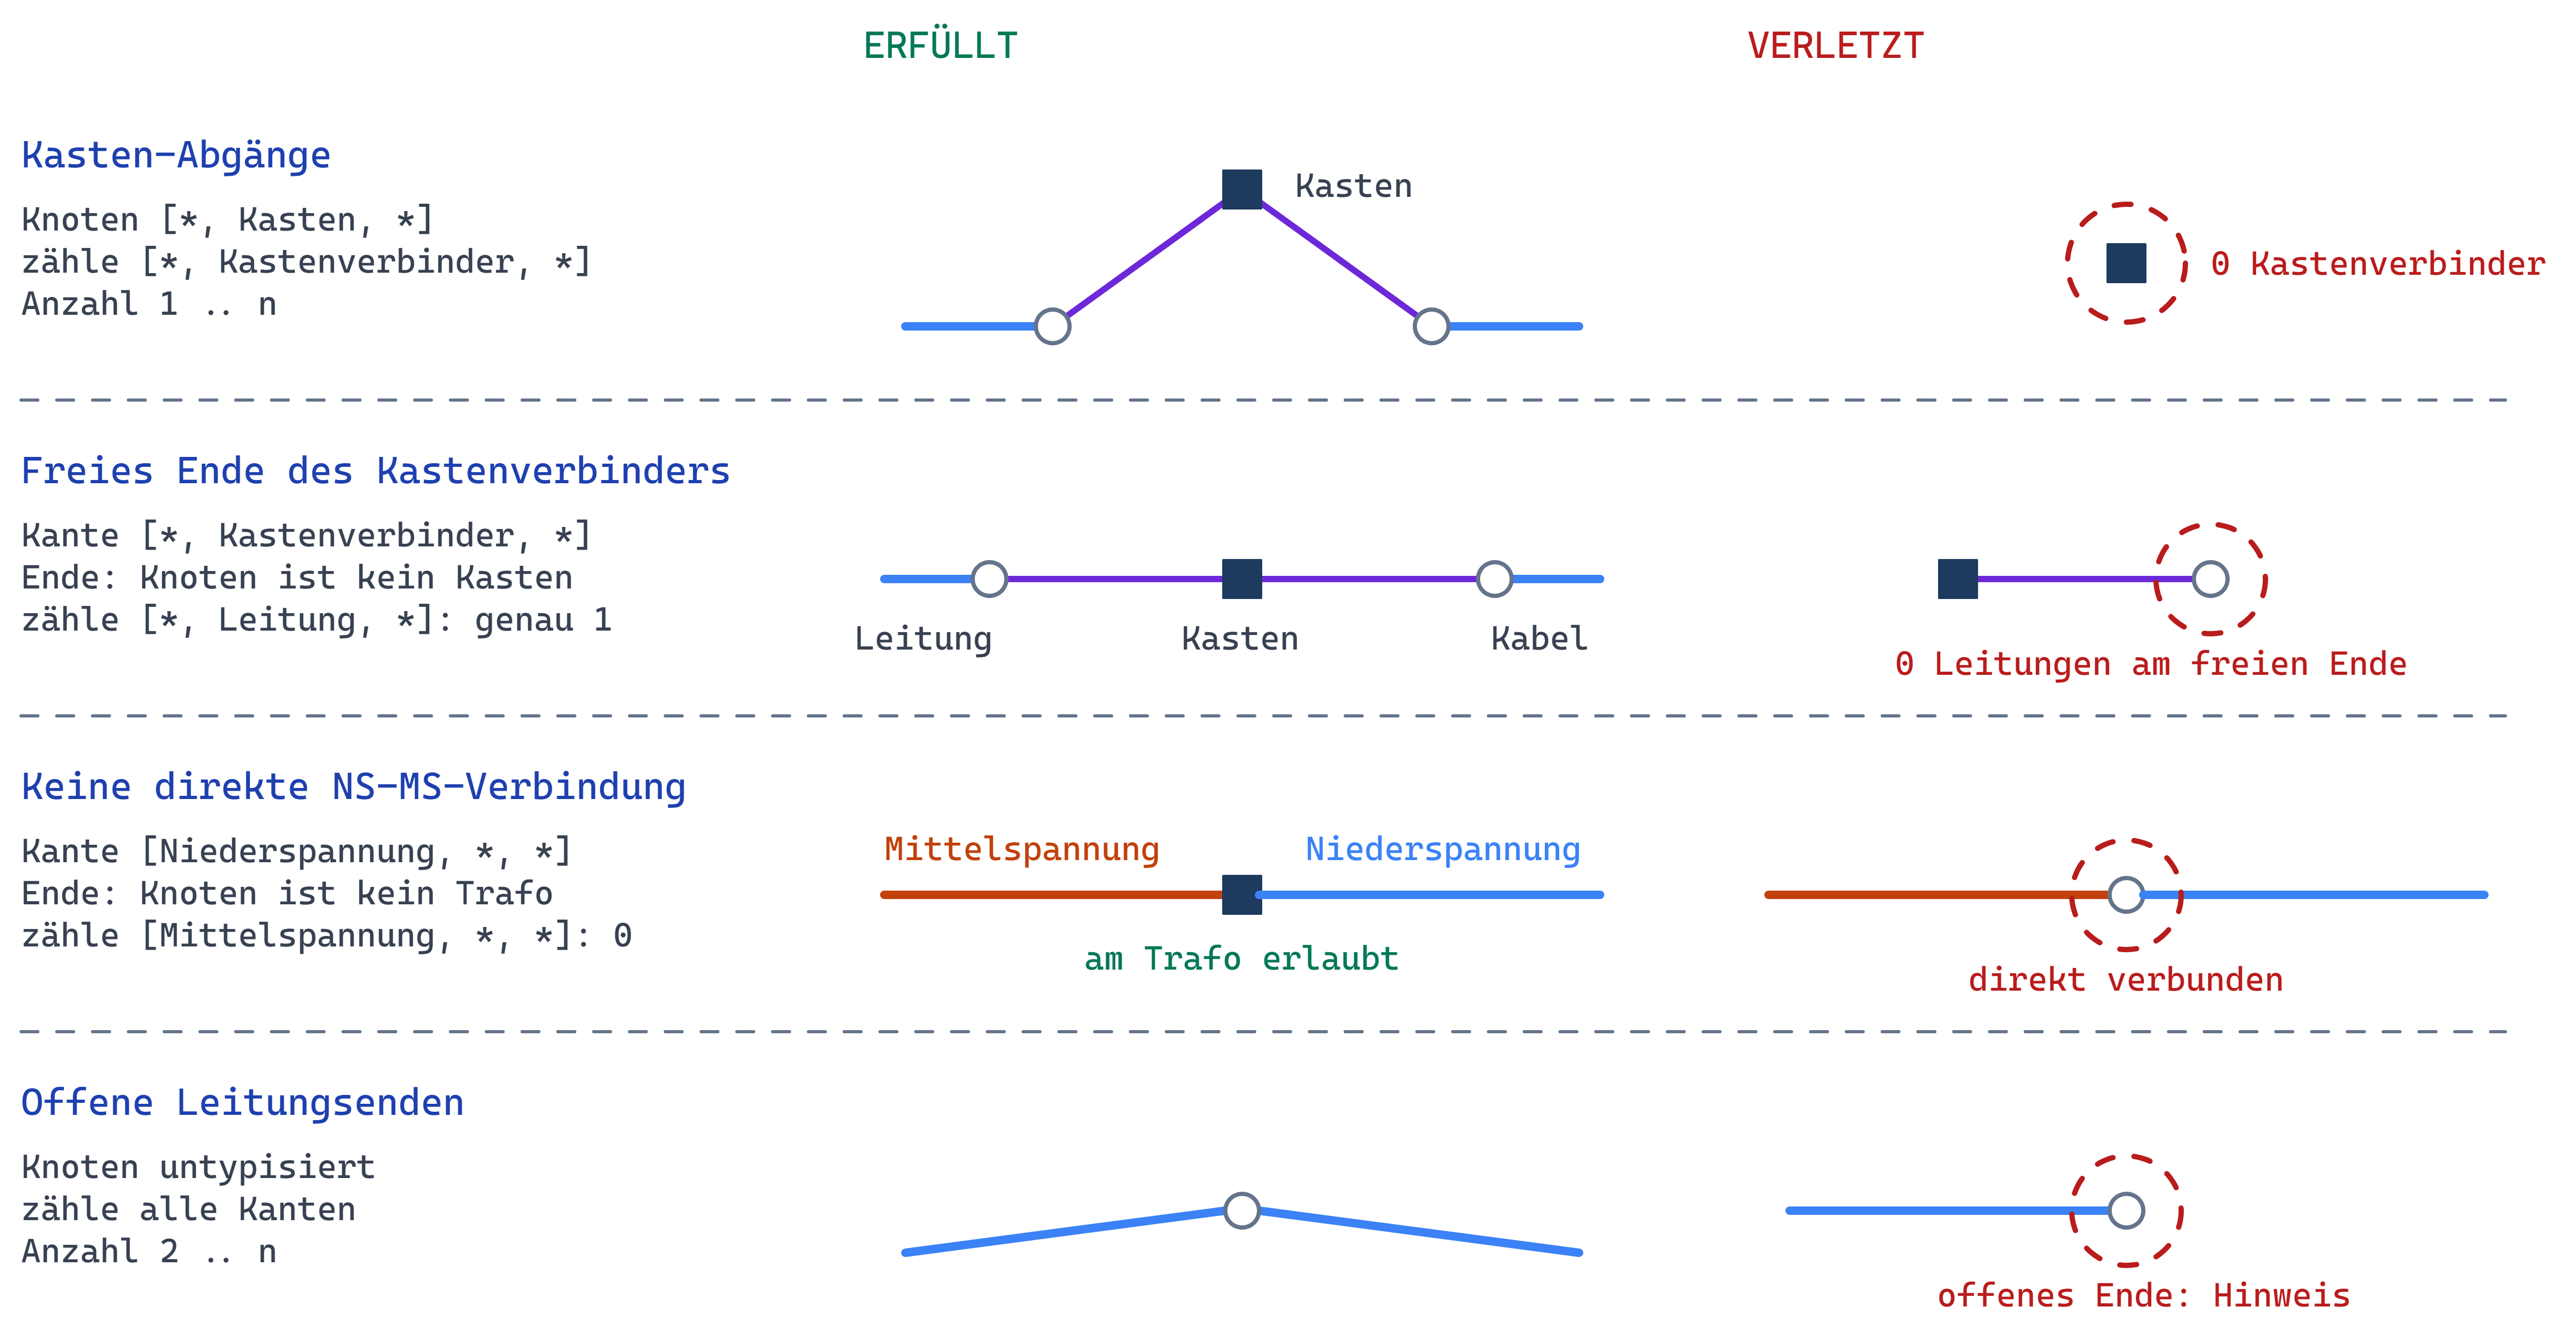 ERFÜLLT
VERLETZT
Kasten-Abgänge
Knoten [*, Kasten, *]
zähle [*, Kastenverbinder, *]
Anzahl 1 .. n
Kasten
0 Kastenverbinder
Freies Ende des Kastenverbinders
Kante [*, Kastenverbinder, *]
Ende: Knoten ist kein Kasten
zähle [*, Leitung, *]: genau 1
Leitung
Kasten
Kabel
0 Leitungen am freien Ende
Keine direkte NS-MS-Verbindung
Kante [Niederspannung, *, *]
Ende: Knoten ist kein Trafo
zähle [Mittelspannung, *, *]: 0
Mittelspannung
Niederspannung
am Trafo erlaubt
direkt verbunden
Offene Leitungsenden
Knoten untypisiert
zähle alle Kanten
Anzahl 2 .. n
offenes Ende: Hinweis